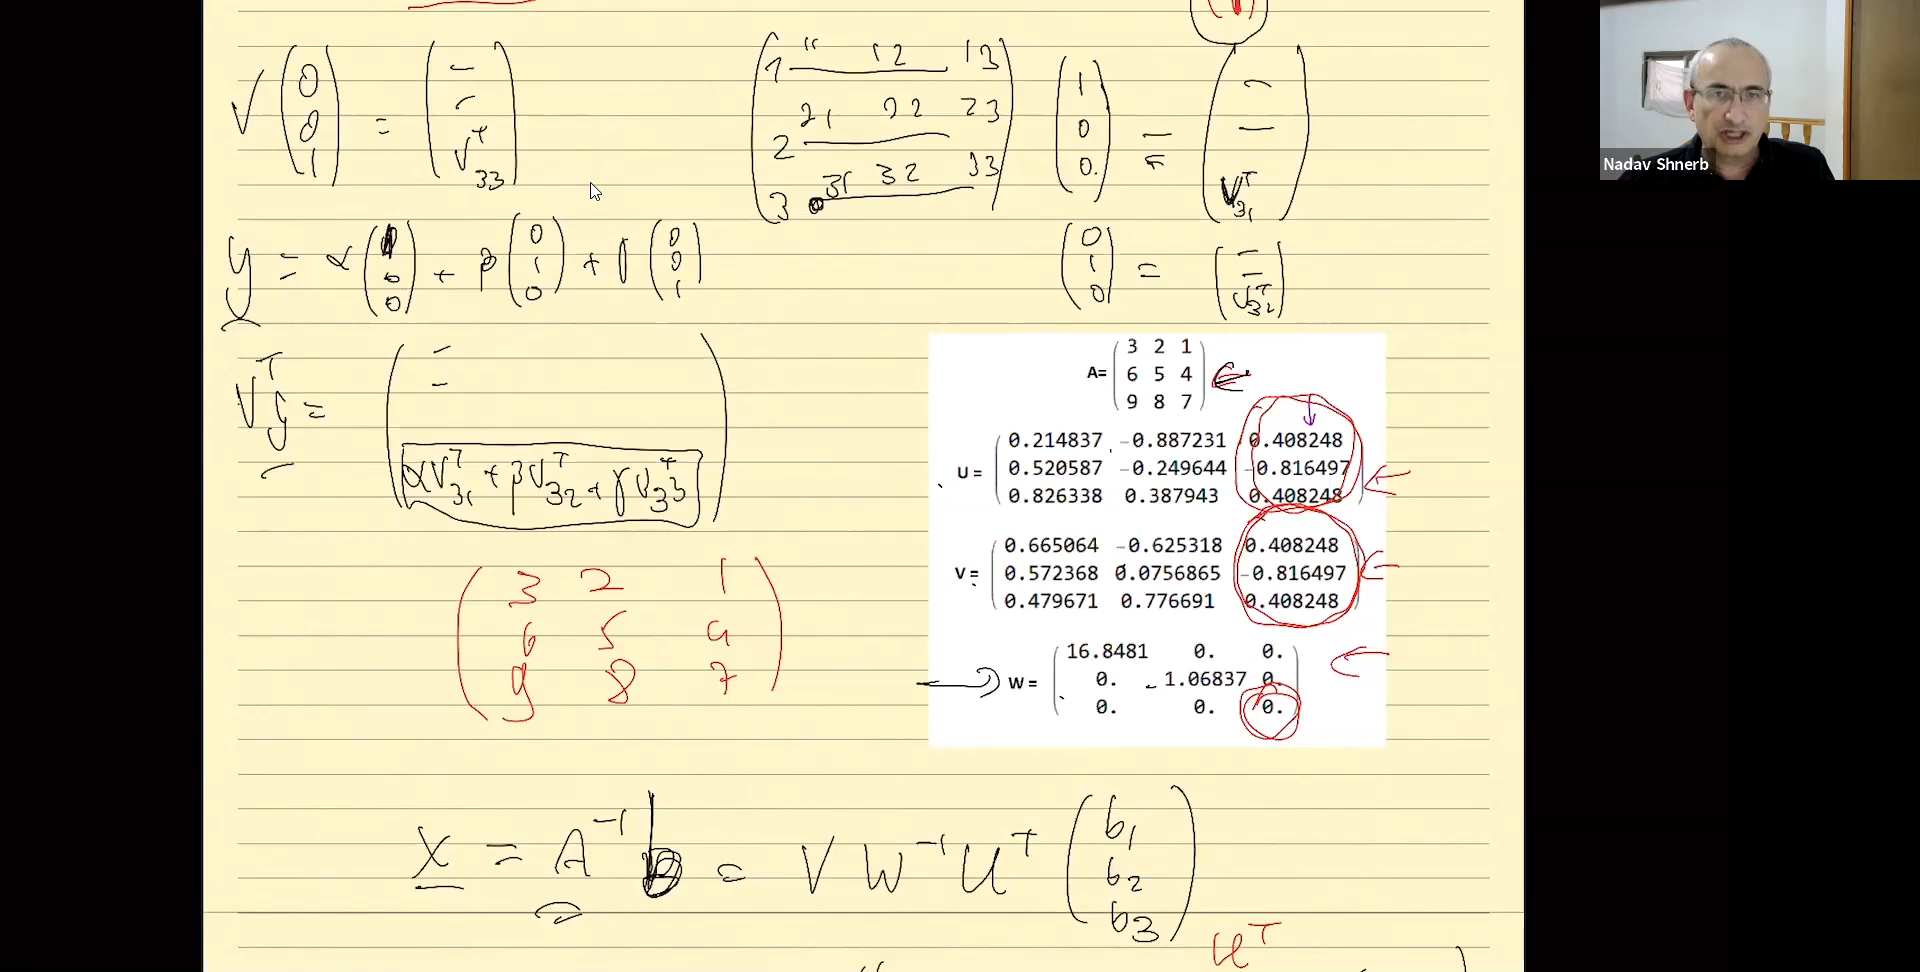 V ( 0 0 1 ) = ( - - V^T_33 )
( 1 11 12 13
2 21 22 23
3 31 32 33 ) ( 1 0 0. ) = ( - - V^T_31 )
y = α ( 1 0 0 ) + β ( 0 1 0 ) + γ ( 0 0 1 )
( 0 1 0 ) = ( - - V^T_32 )
V^T y = ( - - αV^T_31 + βV^T_32 + γV^T_33 )
A= ( 3 2 1
6 5 4
9 8 7 )
U = ( 0.214837 -0.887231 0.408248
0.520587 -0.249644 -0.816497
0.826338 0.387943 0.408248 )
V = ( 0.665064 -0.625318 0.408248
0.572368 0.0756865 -0.816497
0.479671 0.776691 0.408248 )
W = ( 16.8481 0. 0.
0. 1.06837 0.
0. 0. 0. )
( 3 2 1
6 5 4
9 8 7 )
X = A^-1 b = V W^-1 U^T ( b1 b2 b3 )
U^T
Nadav Shnerb